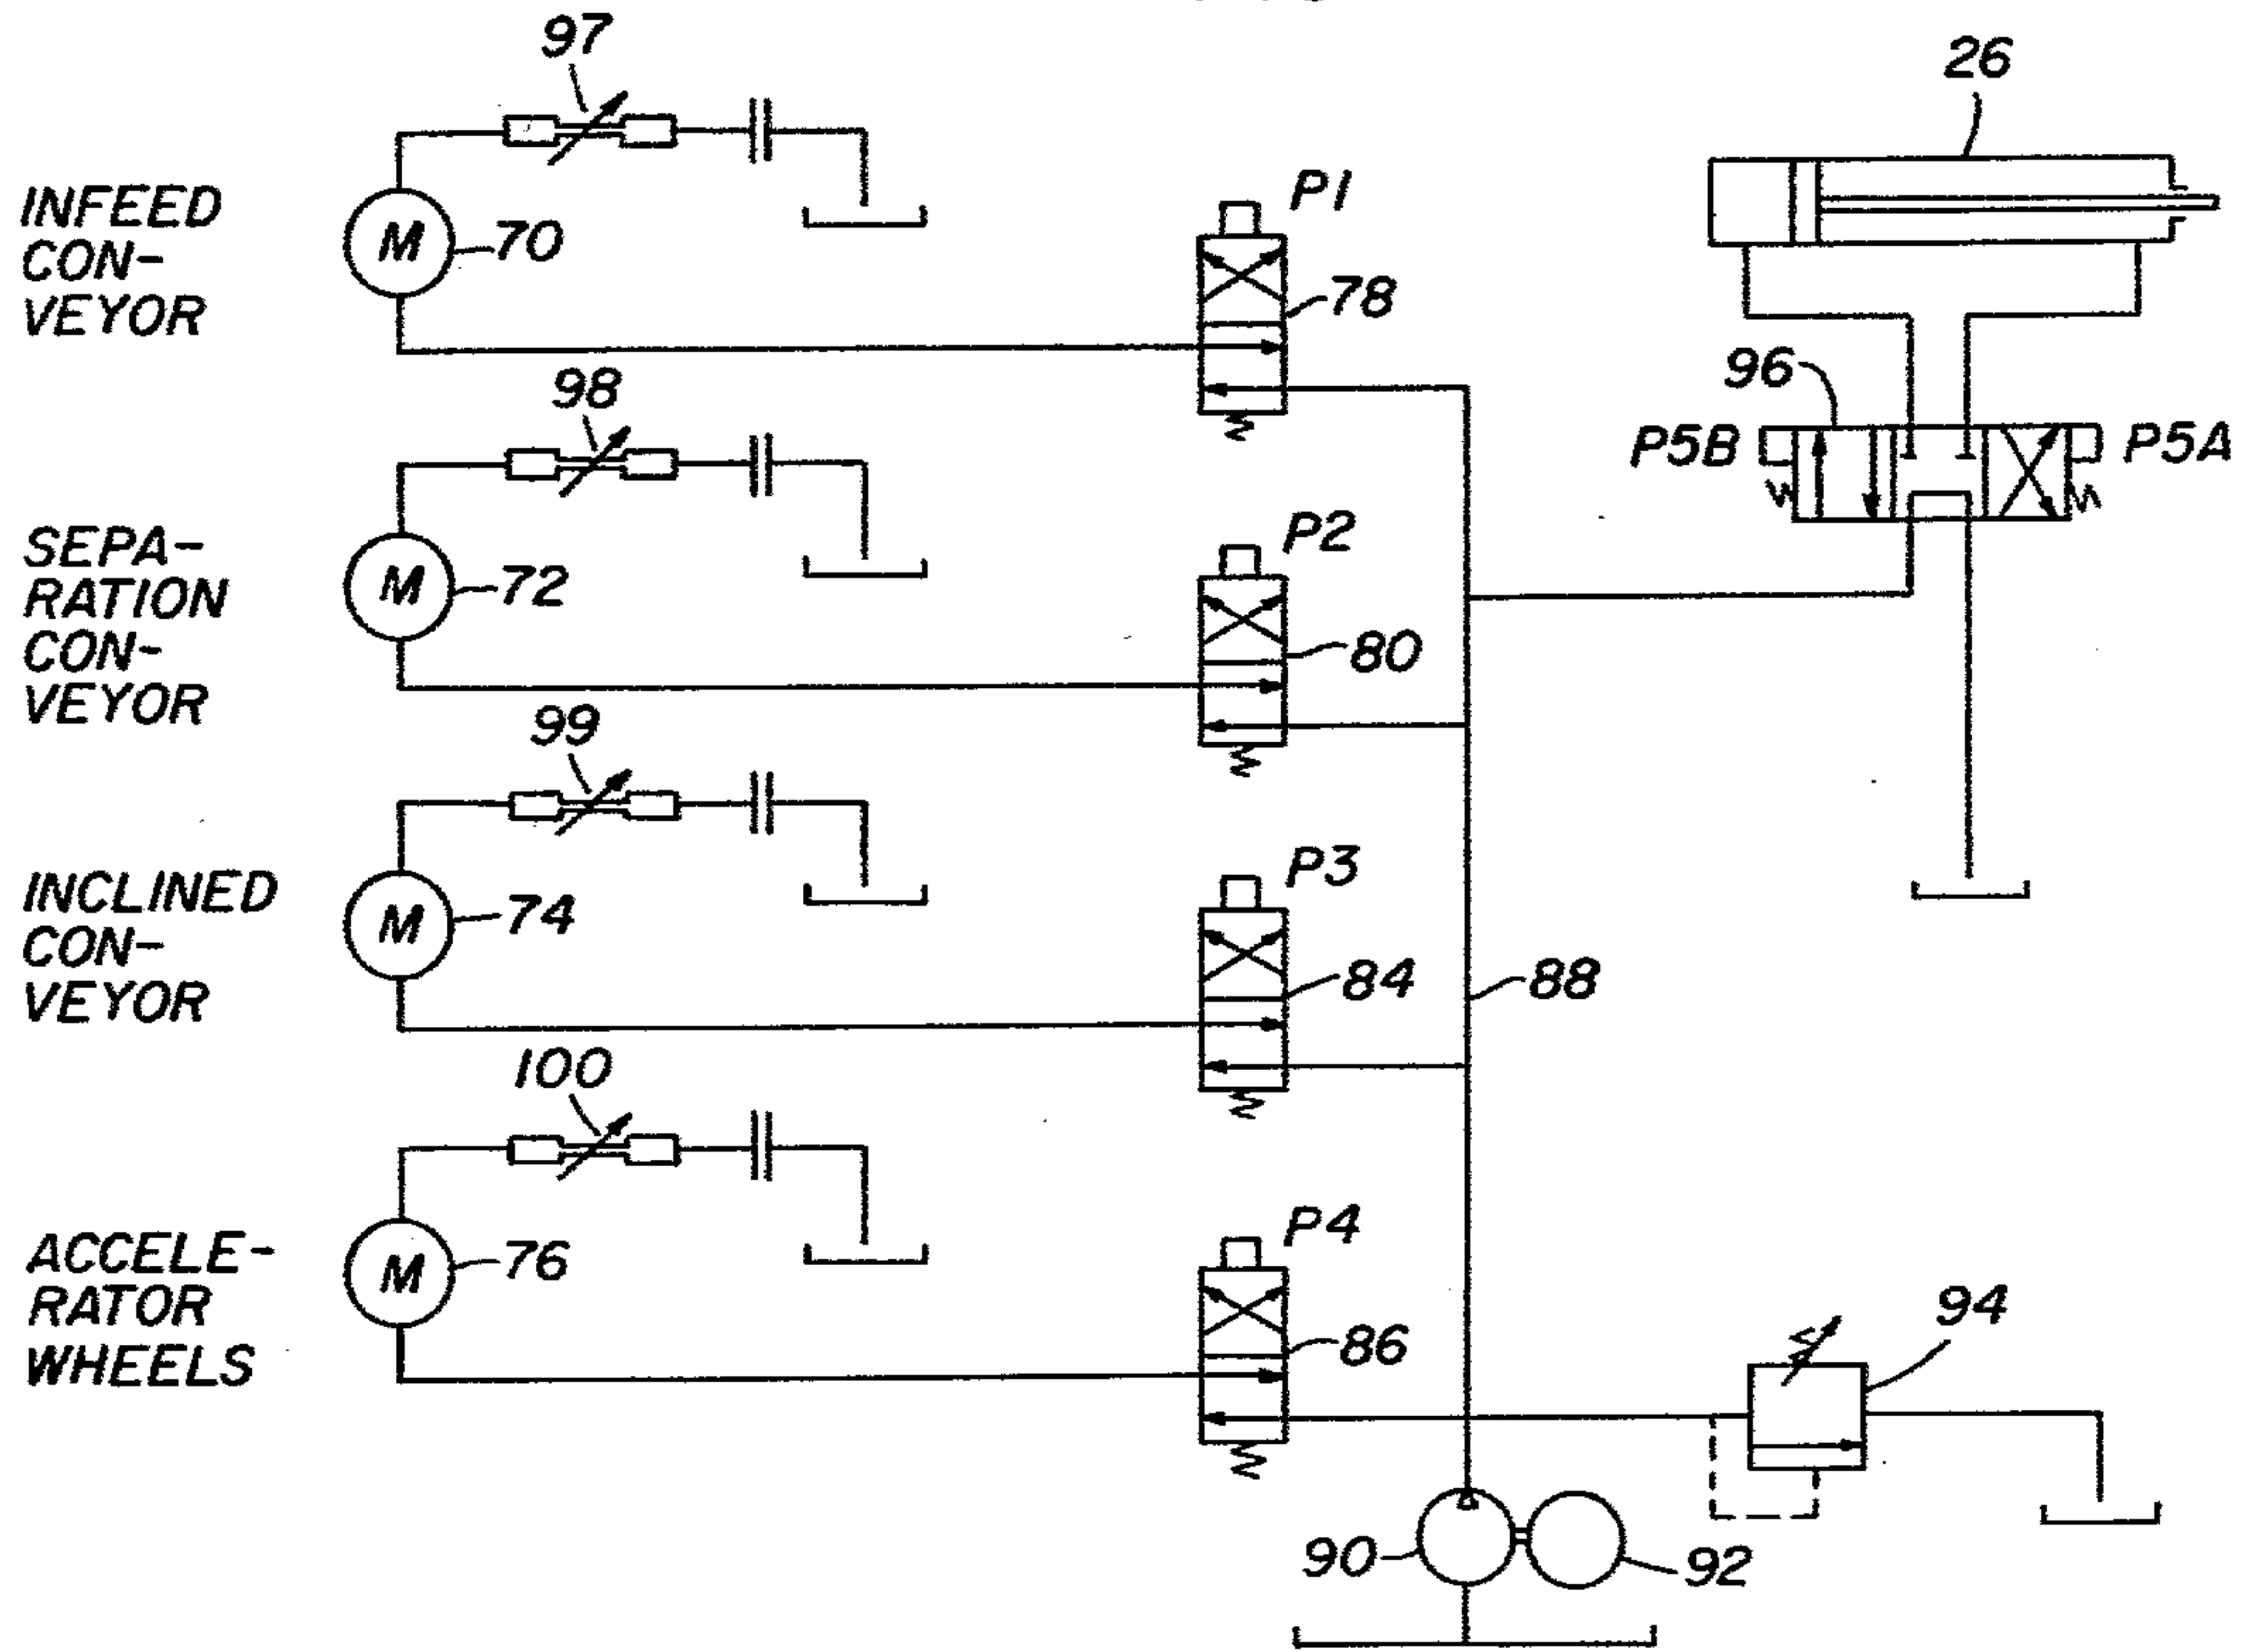 97
26
INFEED
CON-
VEYOR
M
70
P1
78
98
96
P5B
P5A
SEPA-
RATION
CON-
VEYOR
M
72
P2
80
99
INCLINED
CON-
VEYOR
M
74
P3
84
88
100
ACCELE-
RATOR
WHEELS
M
76
P4
86
94
90
92